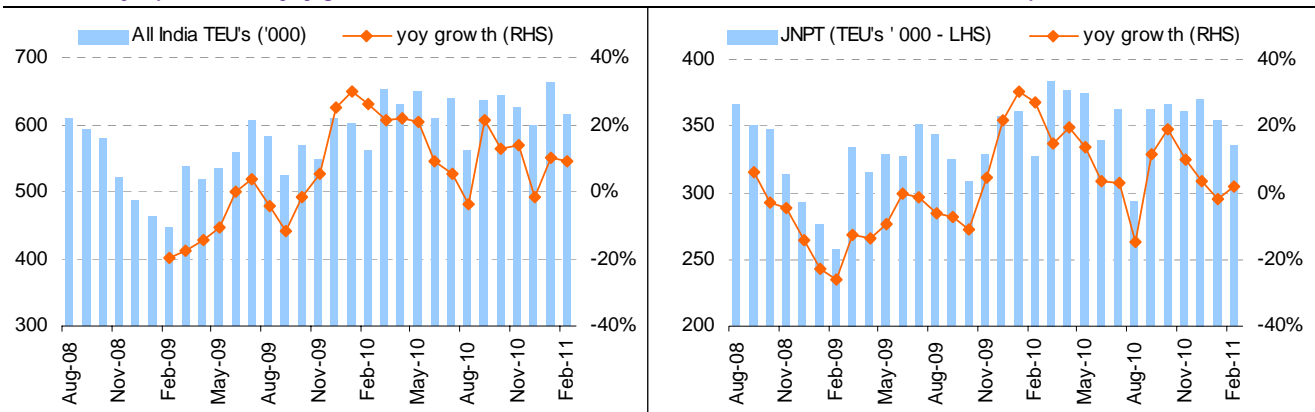 All India TEU's ('000) yoy growth (RHS)
700
600
500
400
300
40%
20%
0%
-20%
-40%
Aug-08
Nov-08
Feb-09
May-09
Aug-09
Nov-09
Feb-10
May-10
Aug-10
Nov-10
Feb-11
JNPT (TEU's ' 000 - LHS) yoy growth (RHS)
400
350
300
250
200
40%
20%
0%
-20%
-40%
Aug-08
Nov-08
Feb-09
May-09
Aug-09
Nov-09
Feb-10
May-10
Aug-10
Nov-10
Feb-11